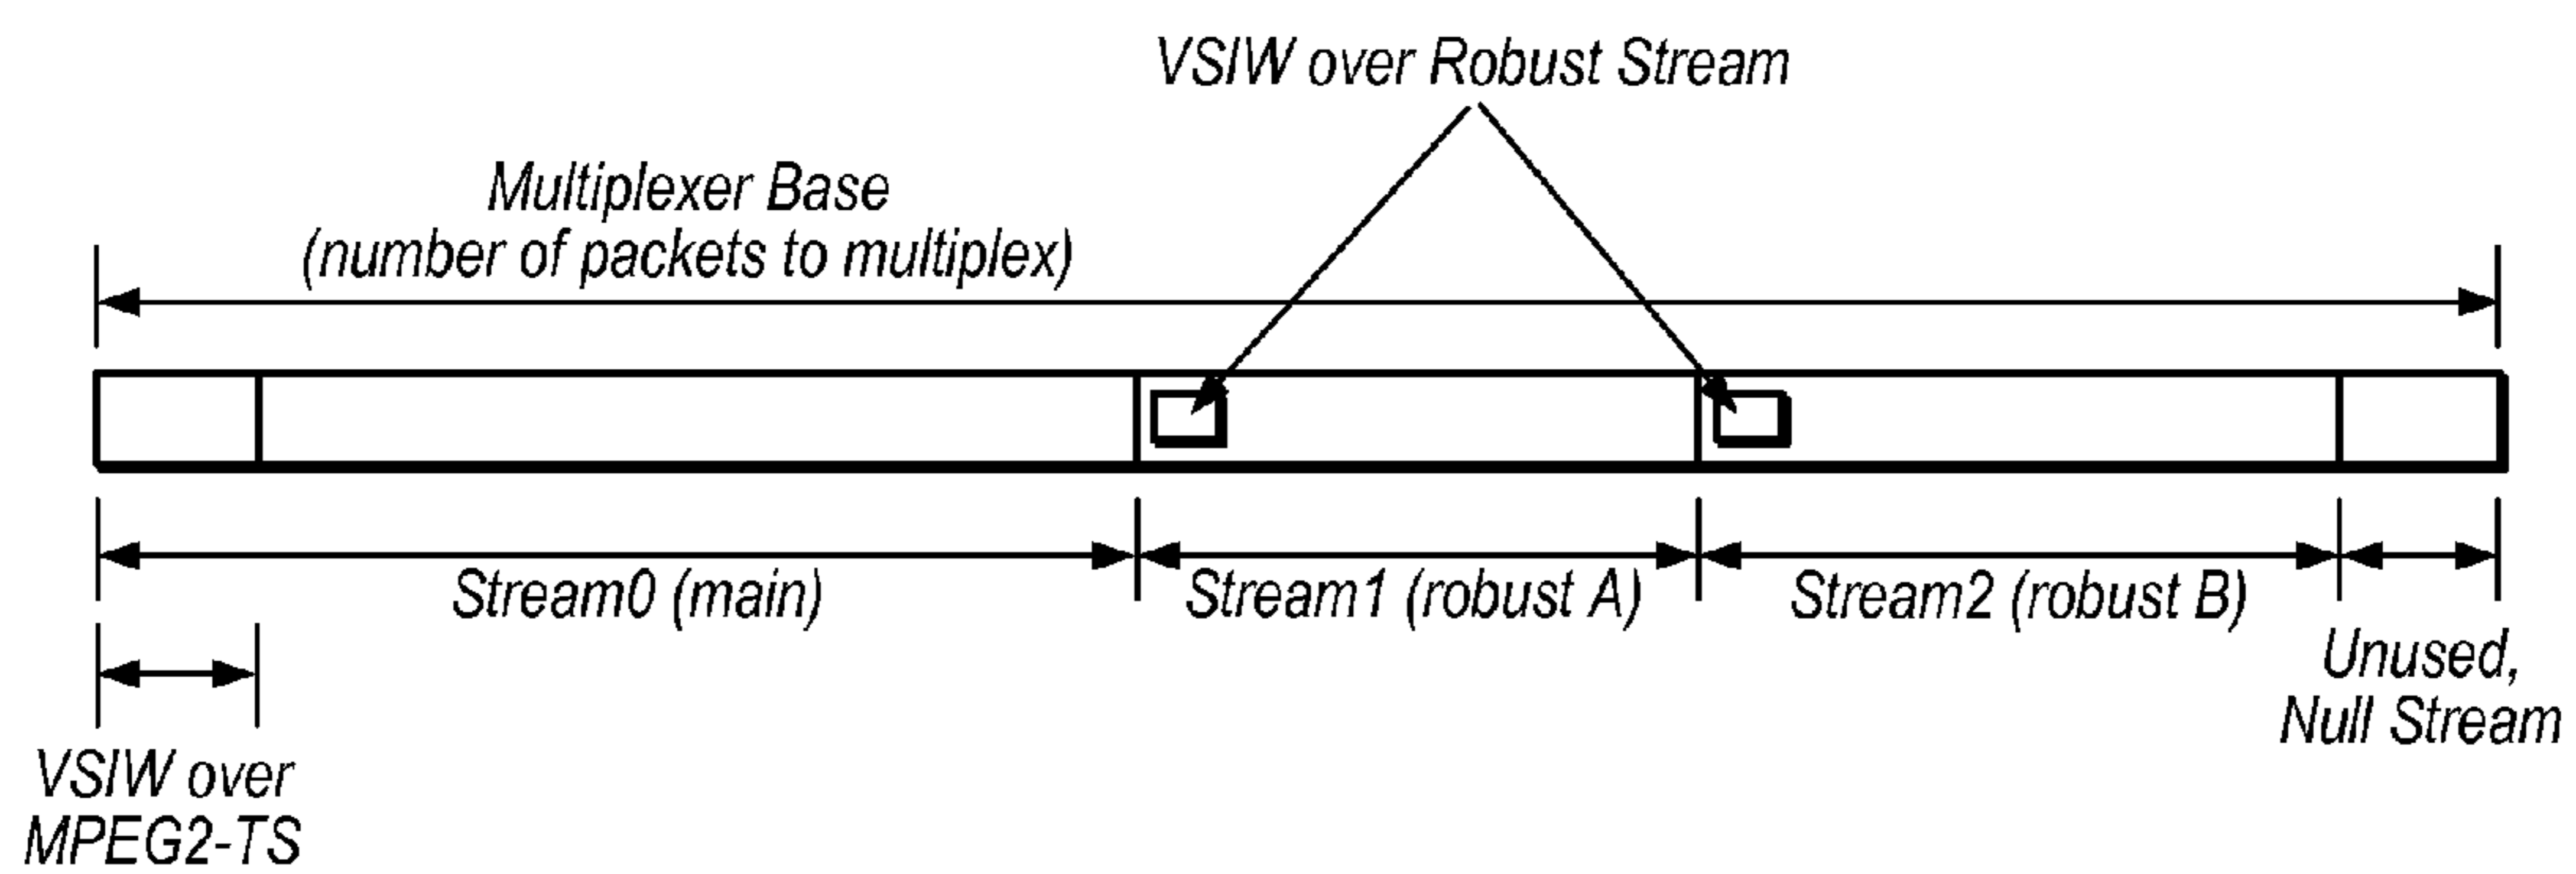 VSIW over Robust Stream
Multiplexer Base
(number of packets to multiplex)
Stream0 (main)
Stream1 (robust A)
Stream2 (robust B)
Unused,
Null Stream
VSIW over
MPEG2-TS